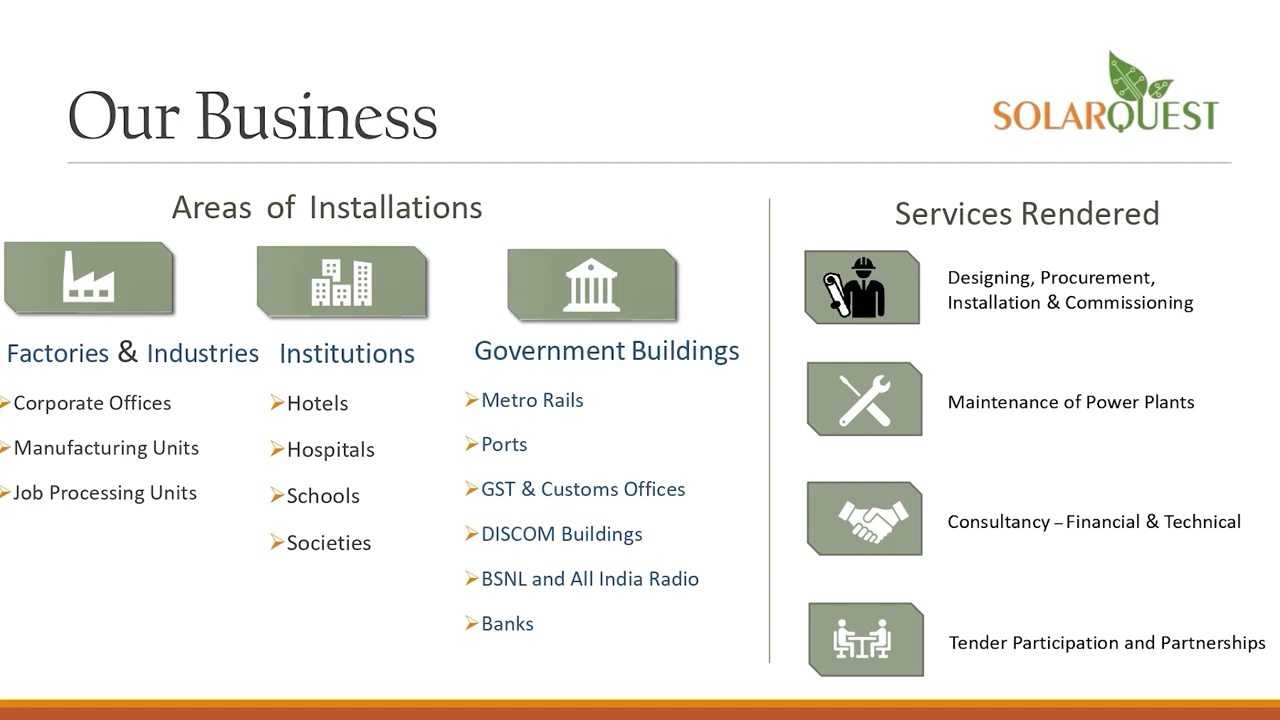 Our Business
SOLARQUEST
Areas of Installations
Factories & Industries
Corporate Offices
Manufacturing Units
Job Processing Units
Institutions
Hotels
Hospitals
Schools
Societies
Government Buildings
Metro Rails
Ports
GST & Customs Offices
DISCOM Buildings
BSNL and All India Radio
Banks
Services Rendered
Designing, Procurement,
Installation & Commissioning
Maintenance of Power Plants
Consultancy – Financial & Technical
Tender Participation and Partnerships